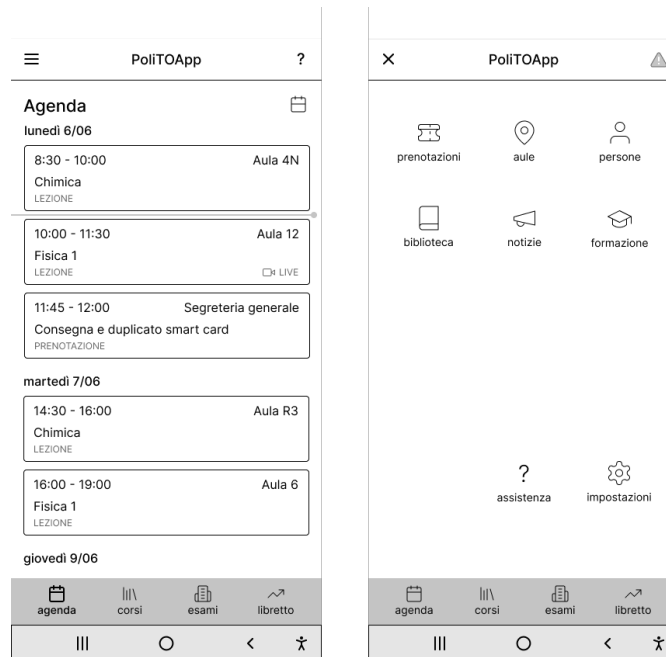 PoliTOApp ?
Agenda
lunedì 6/06
8:30 - 10:00 Aula 4N
Chimica
LEZIONE
10:00 - 11:30 Aula 12
Fisica 1
LEZIONE LIVE
11:45 - 12:00 Segreteria generale
Consegna e duplicato smart card
PRENOTAZIONE
martedì 7/06
14:30 - 16:00 Aula R3
Chimica
LEZIONE
16:00 - 19:00 Aula 6
Fisica 1
LEZIONE
giovedì 9/06
agenda corsi esami libretto
PoliTOApp
prenotazioni aule persone
biblioteca notizie formazione
?
assistenza impostazioni
agenda corsi esami libretto